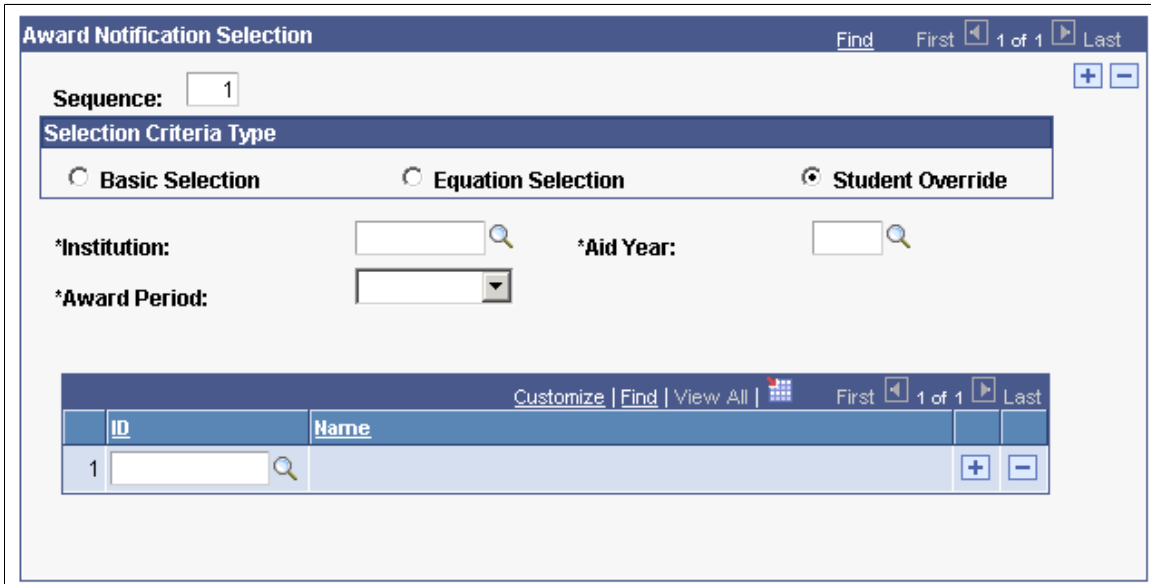 Award Notification Selection Find First 1 of 1 Last
Sequence: 1
Selection Criteria Type
Basic Selection Equation Selection Student Override
*Institution: *Aid Year:
*Award Period:
Customize | Find | View All | First 1 of 1 Last
ID Name
1